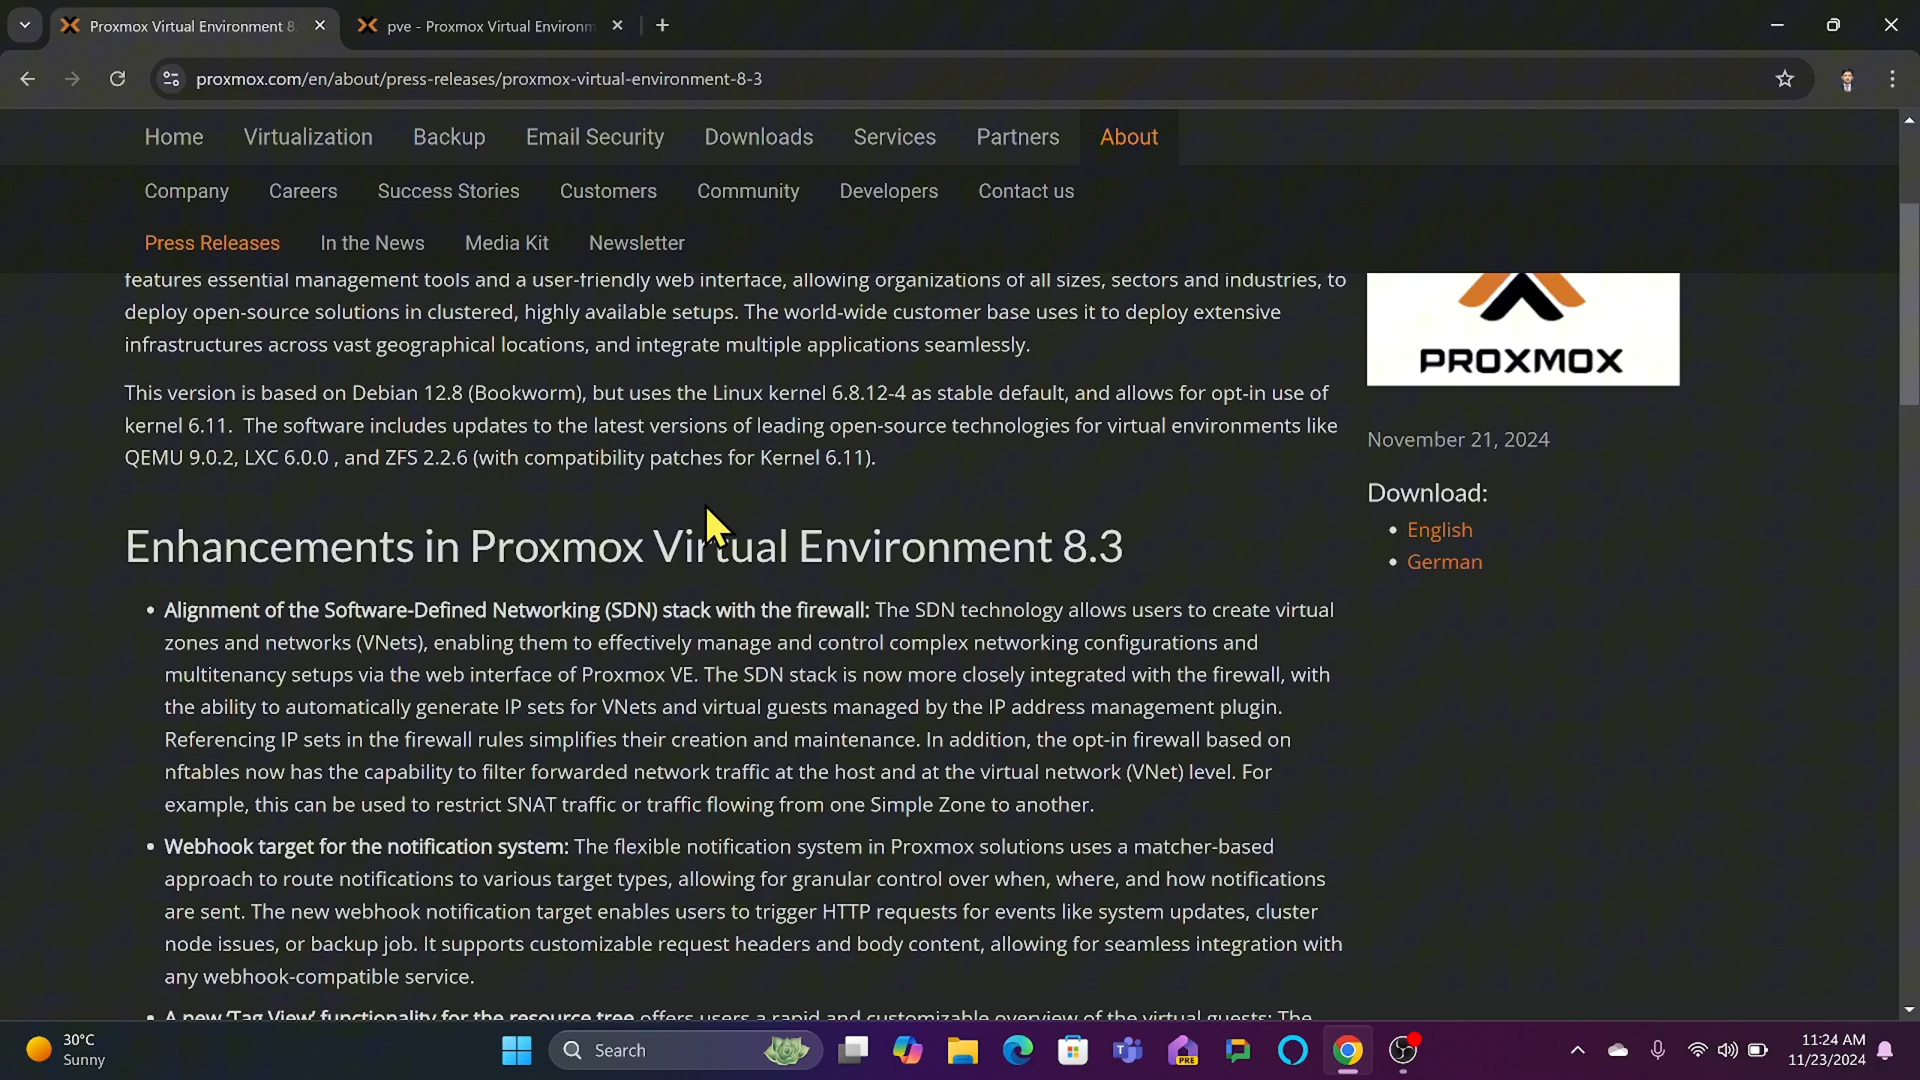 Proxmox Virtual Environment 8
pve - Proxmox Virtual Environm
proxmox.com/en/about/press-releases/proxmox-virtual-environment-8-3
Home Virtualization Backup Email Security Downloads Services Partners About
Company Careers Success Stories Customers Community Developers Contact us
Press Releases In the News Media Kit Newsletter
features essential management tools and a user-friendly web interface, allowing organizations of all sizes, sectors and industries, to
deploy open-source solutions in clustered, highly available setups. The world-wide customer base uses it to deploy extensive
infrastructures across vast geographical locations, and integrate multiple applications seamlessly.
This version is based on Debian 12.8 (Bookworm), but uses the Linux kernel 6.8.12-4 as stable default, and allows for opt-in use of
kernel 6.11. The software includes updates to the latest versions of leading open-source technologies for virtual environments like
QEMU 9.0.2, LXC 6.0.0 , and ZFS 2.2.6 (with compatibility patches for Kernel 6.11).
PROXMOX
November 21, 2024
Download:
• English
• German
Enhancements in Proxmox Virtual Environment 8.3
• Alignment of the Software-Defined Networking (SDN) stack with the firewall: The SDN technology allows users to create virtual
zones and networks (VNets), enabling them to effectively manage and control complex networking configurations and
multitenancy setups via the web interface of Proxmox VE. The SDN stack is now more closely integrated with the firewall, with
the ability to automatically generate IP sets for VNets and virtual guests managed by the IP address management plugin.
Referencing IP sets in the firewall rules simplifies their creation and maintenance. In addition, the opt-in firewall based on
nftables now has the capability to filter forwarded network traffic at the host and at the virtual network (VNet) level. For
example, this can be used to restrict SNAT traffic or traffic flowing from one Simple Zone to another.
• Webhook target for the notification system: The flexible notification system in Proxmox solutions uses a matcher-based
approach to route notifications to various target types, allowing for granular control over when, where, and how notifications
are sent. The new webhook notification target enables users to trigger HTTP requests for events like system updates, cluster
node issues, or backup job. It supports customizable request headers and body content, allowing for seamless integration with
any webhook-compatible service.
• A new 'Tag View' functionality for the resource tree offers users a rapid and customizable overview of the virtual guests: The
30°C
Sunny
Search
PRE
11:24 AM
11/23/2024